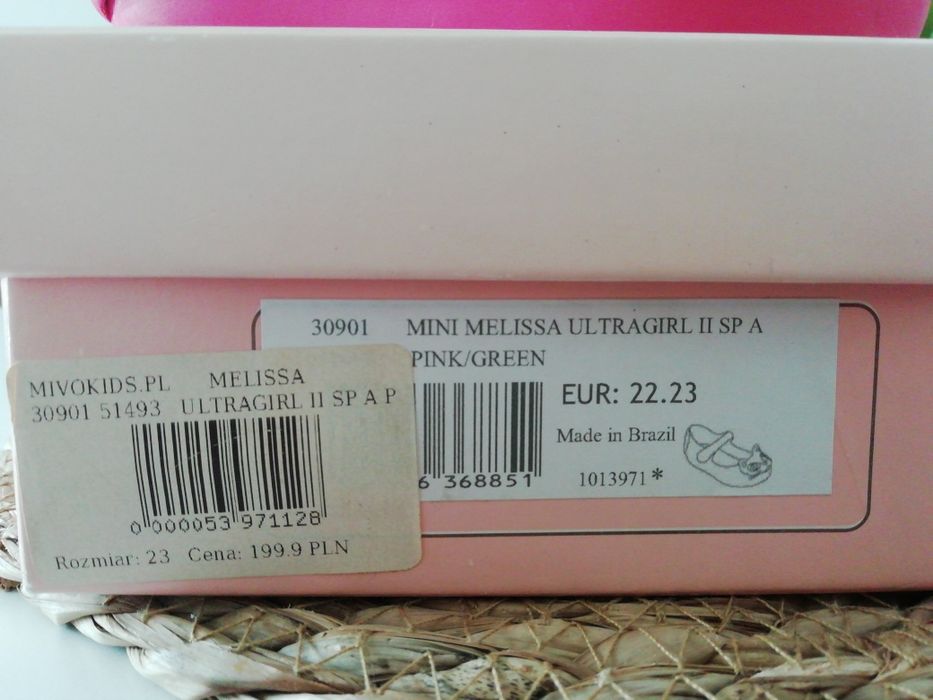 30901 MINI MELISSA ULTRAGIRL II SP A
PINK/GREEN
EUR: 22.23
Made in Brazil
6 368851
1013971*
MIVOKIDS.PL MELISSA
30901 51493 ULTRAGIRL II SP A P
0 000053 971128
Rozmiar: 23 Cena: 199.9 PLN